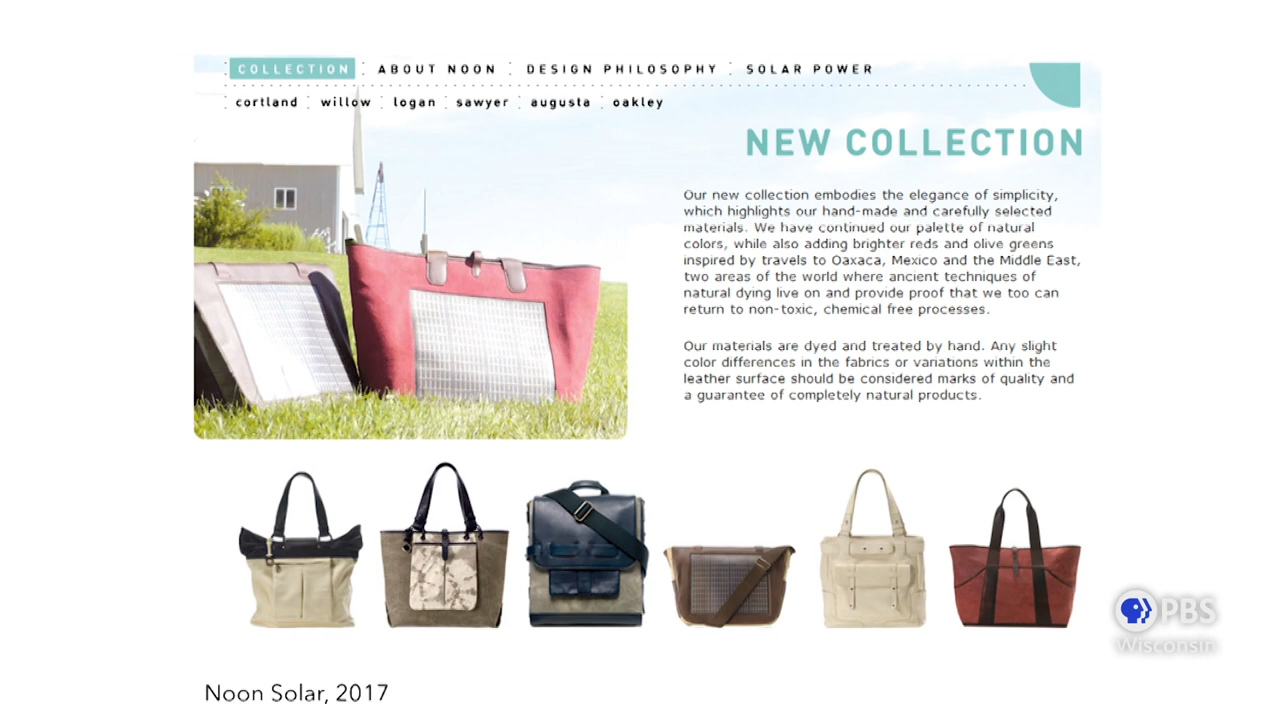 COLLECTION ABOUT NOON DESIGN PHILOSOPHY SOLAR POWER
cortland willow logan sawyer augusta oakley
NEW COLLECTION
Our new collection embodies the elegance of simplicity,
which highlights our hand-made and carefully selected
materials. We have continued our palette of natural
colors, while also adding brighter reds and olive greens
inspired by travels to Oaxaca, Mexico and the Middle East,
two areas of the world where ancient techniques of
natural dying live on and provide proof that we too can
return to non-toxic, chemical free processes.
Our materials are dyed and treated by hand. Any slight
color differences in the fabrics or variations within the
leather surface should be considered marks of quality and
a guarantee of completely natural products.
PBS
Wisconsin
Noon Solar, 2017